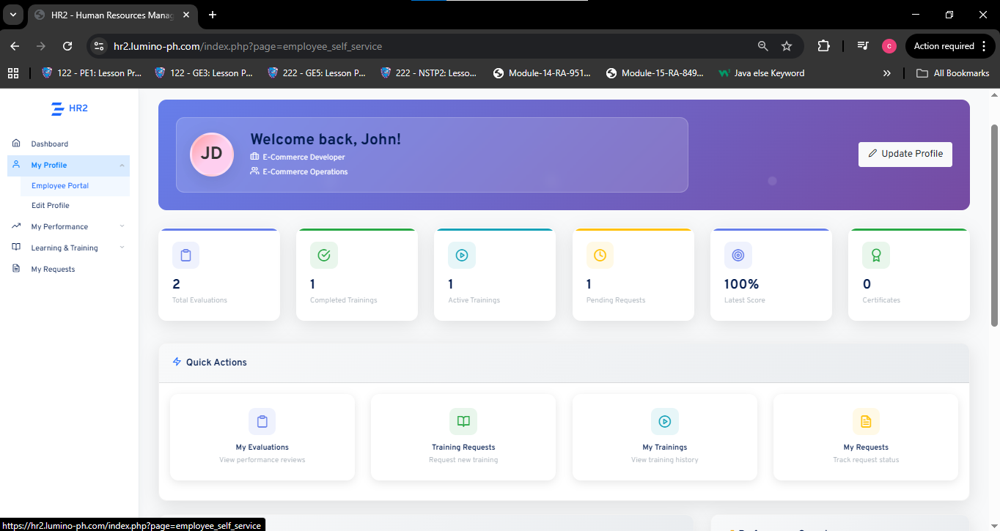 HR2 - Human Resources Manag
hr2.lumino-ph.com/index.php?page=employee_self_service
C
Action required
122 - PE1: Lesson Pr...
122 - GE3: Lesson P...
222 - GE5: Lesson P...
222 - NSTP2: Lesso...
Module-14-RA-951...
Module-15-RA-849...
Java else Keyword
All Bookmarks
HR2
Dashboard
My Profile
Employee Portal
Edit Profile
My Performance
Learning & Training
My Requests
JD
Welcome back, John!
E-Commerce Developer
E-Commerce Operations
Update Profile
2
Total Evaluations
1
Completed Trainings
1
Active Trainings
1
Pending Requests
100%
Latest Score
0
Certificates
Quick Actions
My Evaluations
View performance reviews
Training Requests
Request new training
My Trainings
View training history
My Requests
Track request status
https://hr2.lumino-ph.com/index.php?page=employee_self_service